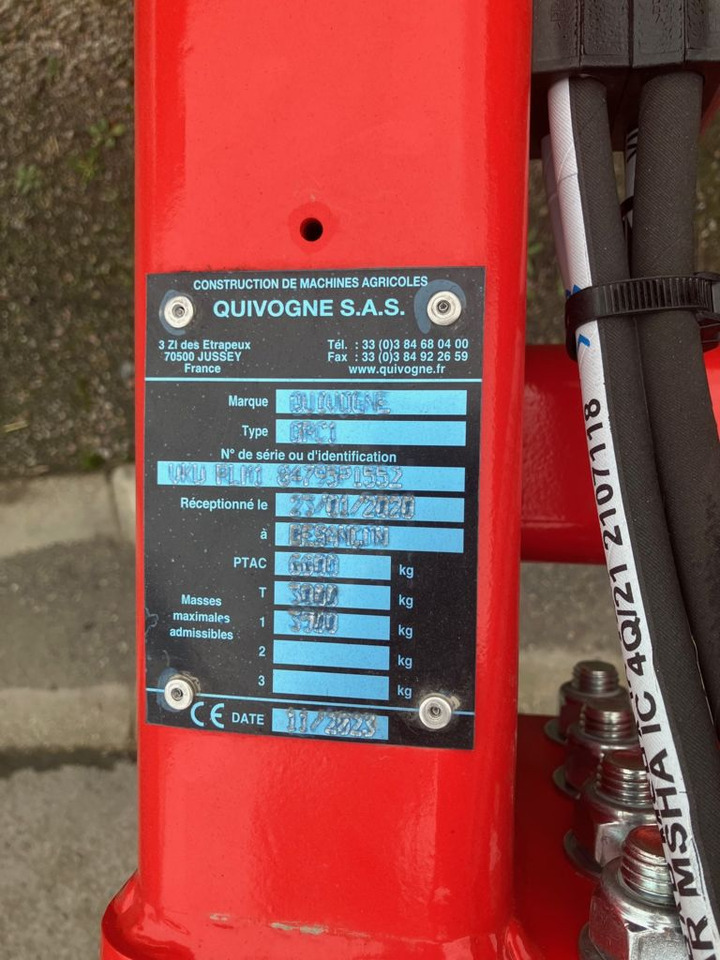 CONSTRUCTION DE MACHINES AGRICOLES
QUIVOGNE S.A.S.
3 ZI des Etrapeux
70500 JUSSEY
France
Tél. : 33 (0)3 84 68 04 00
Fax : 33 (0)3 84 92 26 59
www.quivogne.fr
Marque QUIVOGNE
Type
N° de série ou d'identification
Réceptionné le 23/01/2020
à BESANCON
PTAC kg
Masses maximales admissibles
T kg
1 kg
2 kg
3 kg
CE DATE 11/2023
MSHA IC 4Q/21 2107118